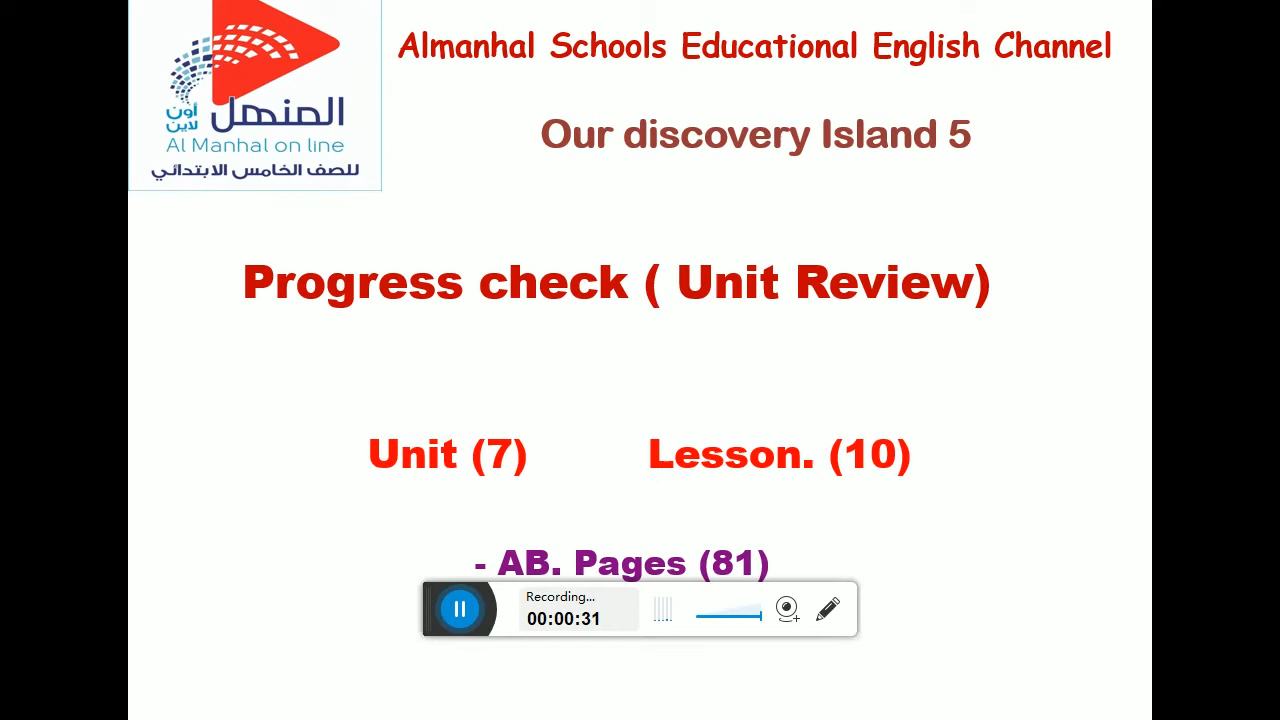 Almanhal Schools Educational English Channel
المنهل
أون
لاين
Al Manhal on line
للصف الخامس الابتدائي
Our discovery Island 5
Progress check ( Unit Review)
Unit (7) Lesson. (10)
- AB. Pages (81)
Recording...
00:00:31